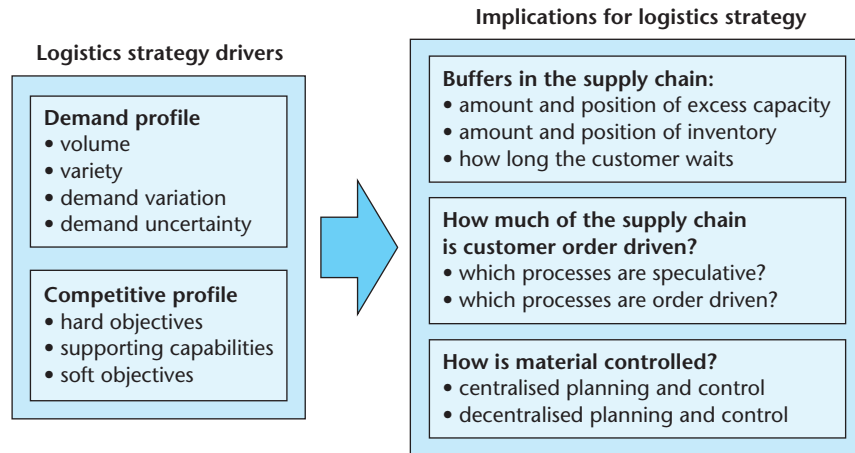 Logistics strategy drivers
Demand profile
• volume
• variety
• demand variation
• demand uncertainty
Competitive profile
• hard objectives
• supporting capabilities
• soft objectives
Implications for logistics strategy
Buffers in the supply chain:
• amount and position of excess capacity
• amount and position of inventory
• how long the customer waits
How much of the supply chain
is customer order driven?
• which processes are speculative?
• which processes are order driven?
How is material controlled?
• centralised planning and control
• decentralised planning and control